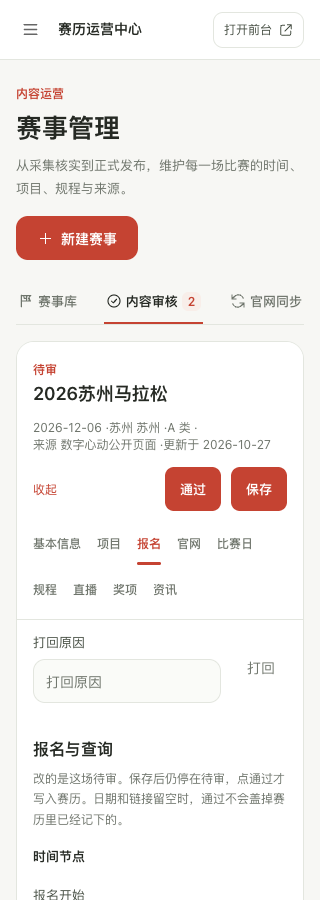 赛历运营中心
打开前台
内容运营
赛事管理
从采集核实到正式发布，维护每一场比赛的时间、
项目、规程与来源。
新建赛事
赛事库
内容审核 2
官网同步
待审
2026苏州马拉松
2026-12-06 ·苏州 苏州 ·A 类 ·
来源 数字心动公开页面 ·更新于 2026-10-27
收起
通过
保存
基本信息 项目 报名 官网 比赛日
规程 直播 奖项 资讯
打回原因
打回原因
打回
报名与查询
改的是这场待审。保存后仍停在待审，点通过才
写入赛历。日期和链接留空时，通过不会盖掉赛
历里已经记下的。
时间节点
报名开始